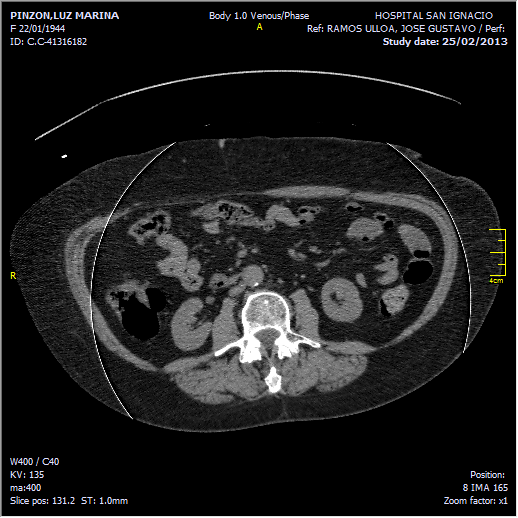 PINZON,LUZ MARINA
F 22/01/1944
ID: C.C-41316182
Body 1.0 Venous/Phase
A
HOSPITAL SAN IGNACIO
Ref: RAMOS ULLOA, JOSE GUSTAVO / Perf:
Study date: 25/02/2013
R
4cm
W400 / C40
KV: 135
ma:400
Slice pos: 131.2 ST: 1.0mm
Position:
8 IMA 165
Zoom factor: x1